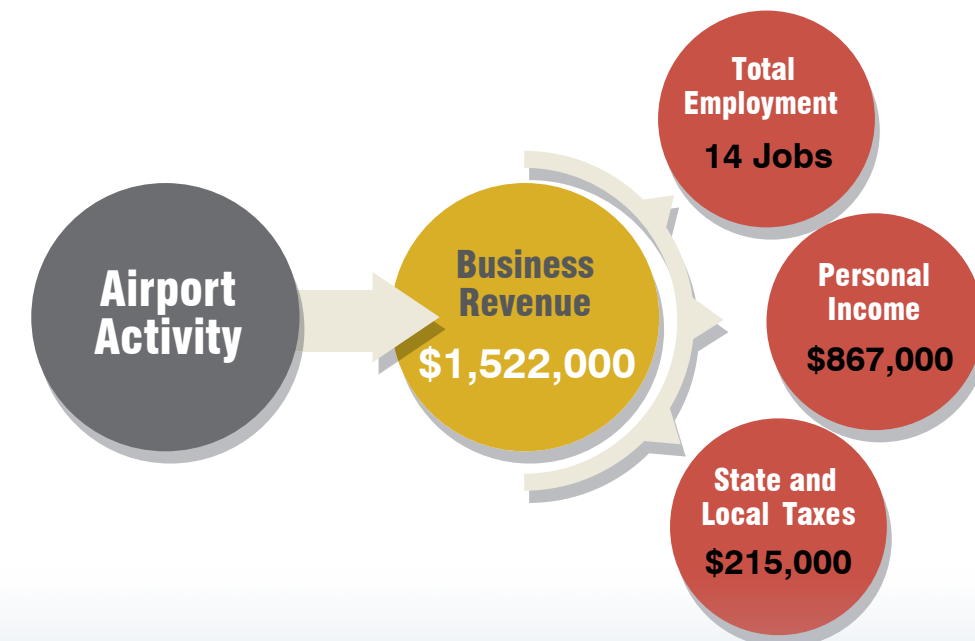 Airport
Activity
Business
Revenue
$1,522,000
Total
Employment
14 Jobs
Personal
Income
$867,000
State and
Local Taxes
$215,000